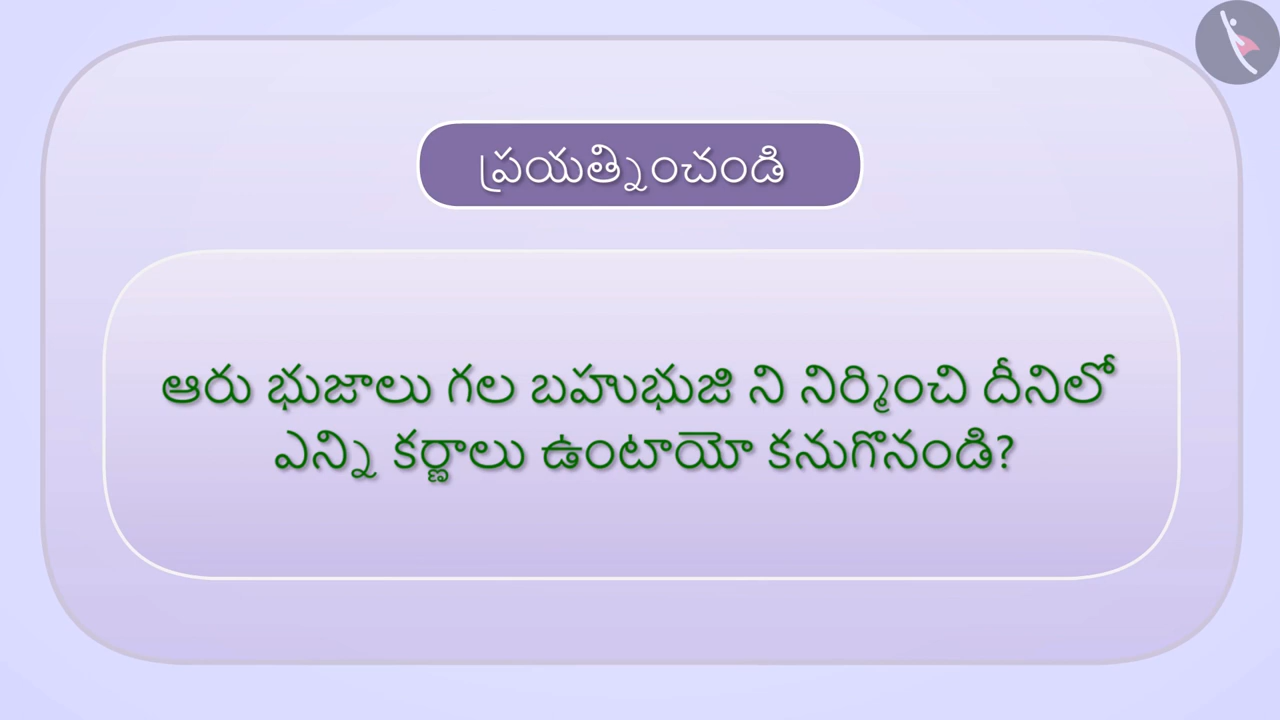 ప్రయత్నించండి
ఆరు భుజాలు గల బహుభుజి ని నిర్మించి దీనిలో
ఎన్ని కర్ణాలు ఉంటాయో కనుగొనండి?